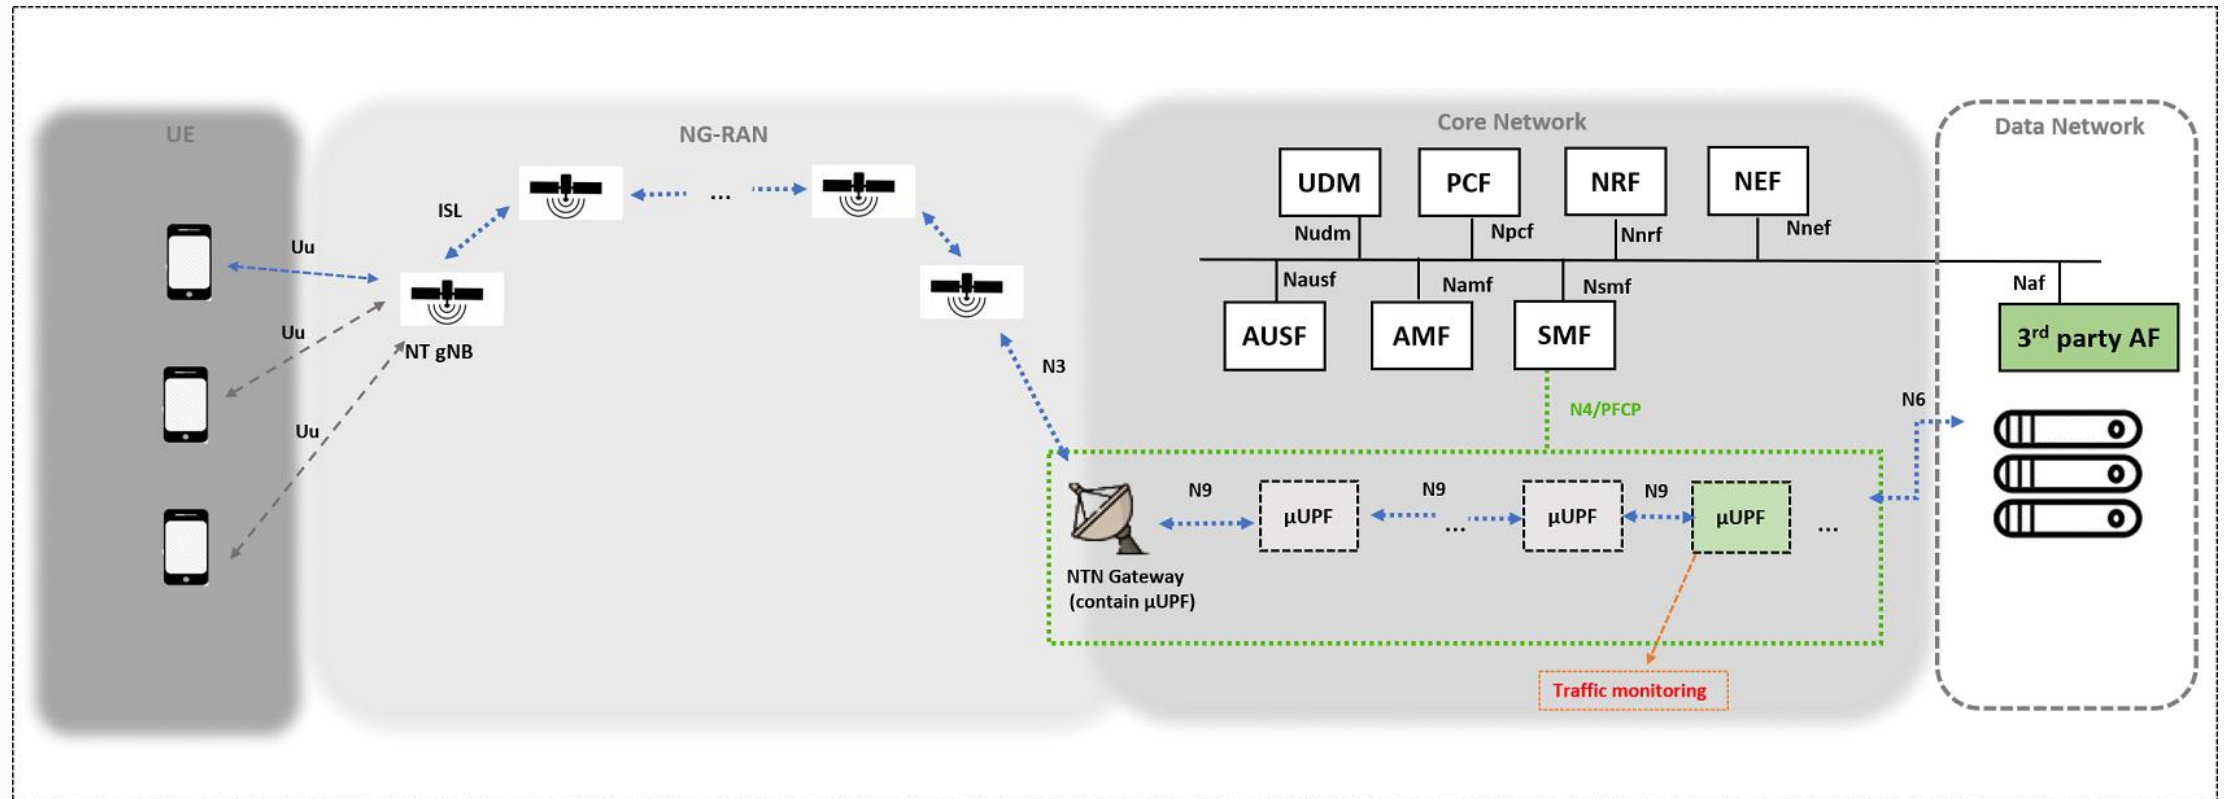 UE
NG-RAN
Core Network
Data Network
UDM
PCF
NRF
NEF
Nudm
Npcf
Nnrf
Nnef
Nausf
Namf
Nsmf
Naf
AUSF
AMF
SMF
3rd party AF
ISL
...
Uu
Uu
Uu
NT gNB
N3
N4/PFCP
N6
N9
N9
N9
µUPF
...
µUPF
µUPF
...
NTN Gateway
(contain µUPF)
Traffic monitoring